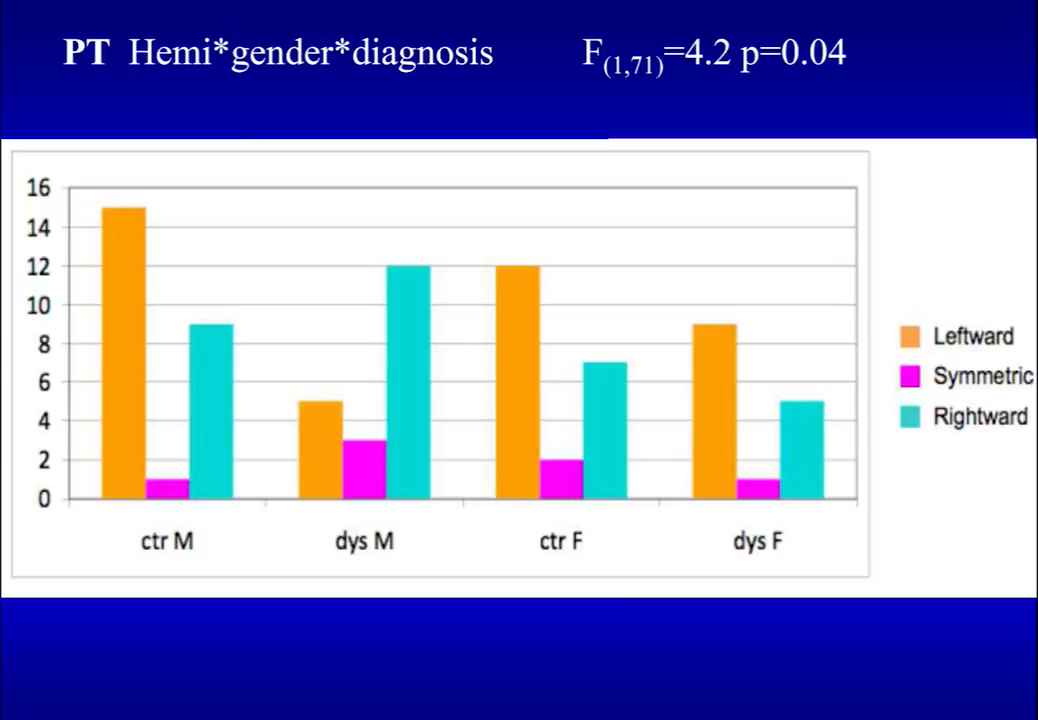 PT Hemi*gender*diagnosis F(1,71)=4.2 p=0.04
16
14
12
10
8
6
4
2
0
ctr M dys M ctr F dys F
Leftward
Symmetric
Rightward